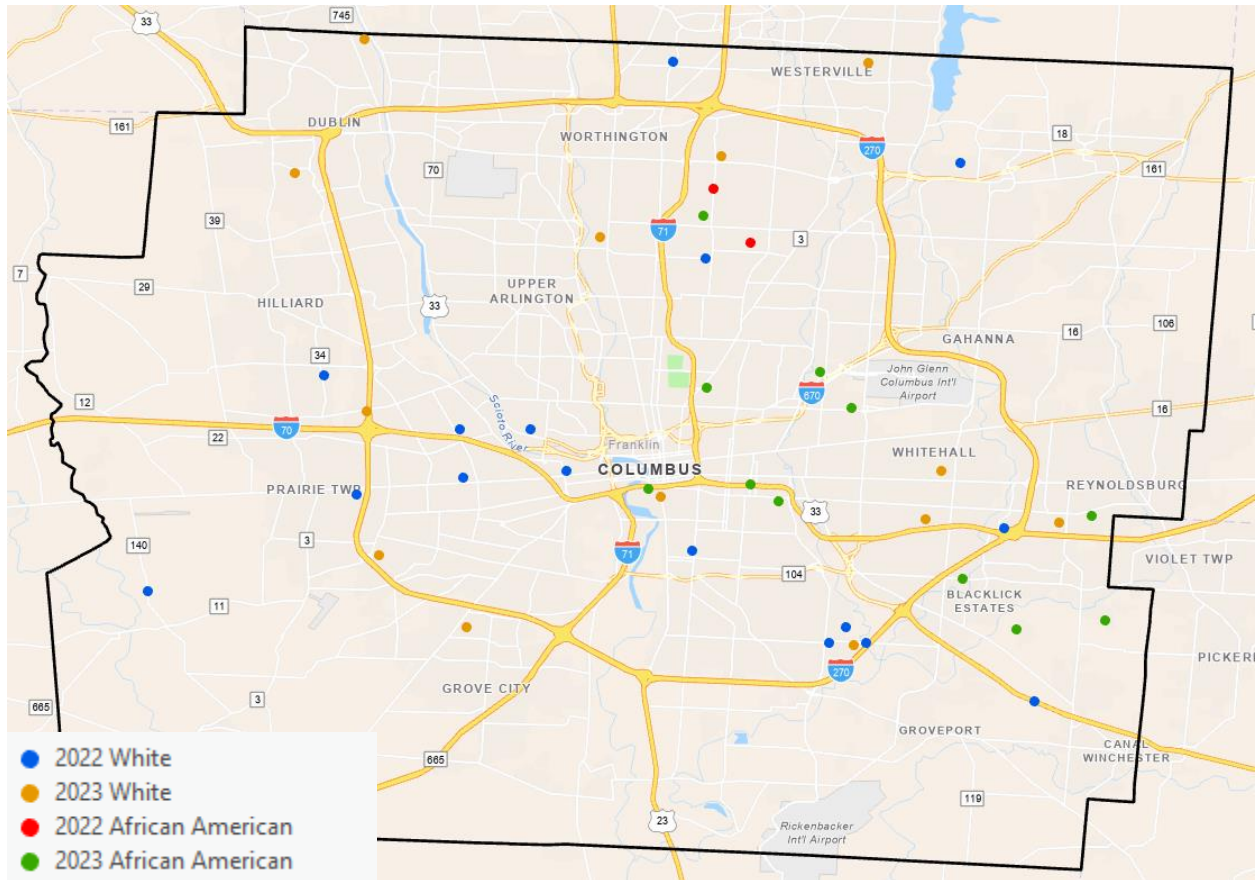 745
33
WESTERVILLE
161
DUBLIN
WORTHINGTON
270
18
161
70
39
71
3
7
29
UPPER
ARLINGTON
33
HILLIARD
GAHANNA
16
106
34
John Glenn
Columbus Int'l
Airport
670
12
16
70
22
Scioto River
Franklin
WHITEHALL
COLUMBUS
PRAIRIE TWP
REYNOLDSBURG
33
140
3
71
VIOLET TWP
104
BLACKLICK
ESTATES
11
PICKERI
270
GROVE CITY
3
665
GROVEPORT
CANAL
WINCHESTER
665
119
23
Rickenbacker
Int'l Airport
2022 White
2023 White
2022 African American
2023 African American